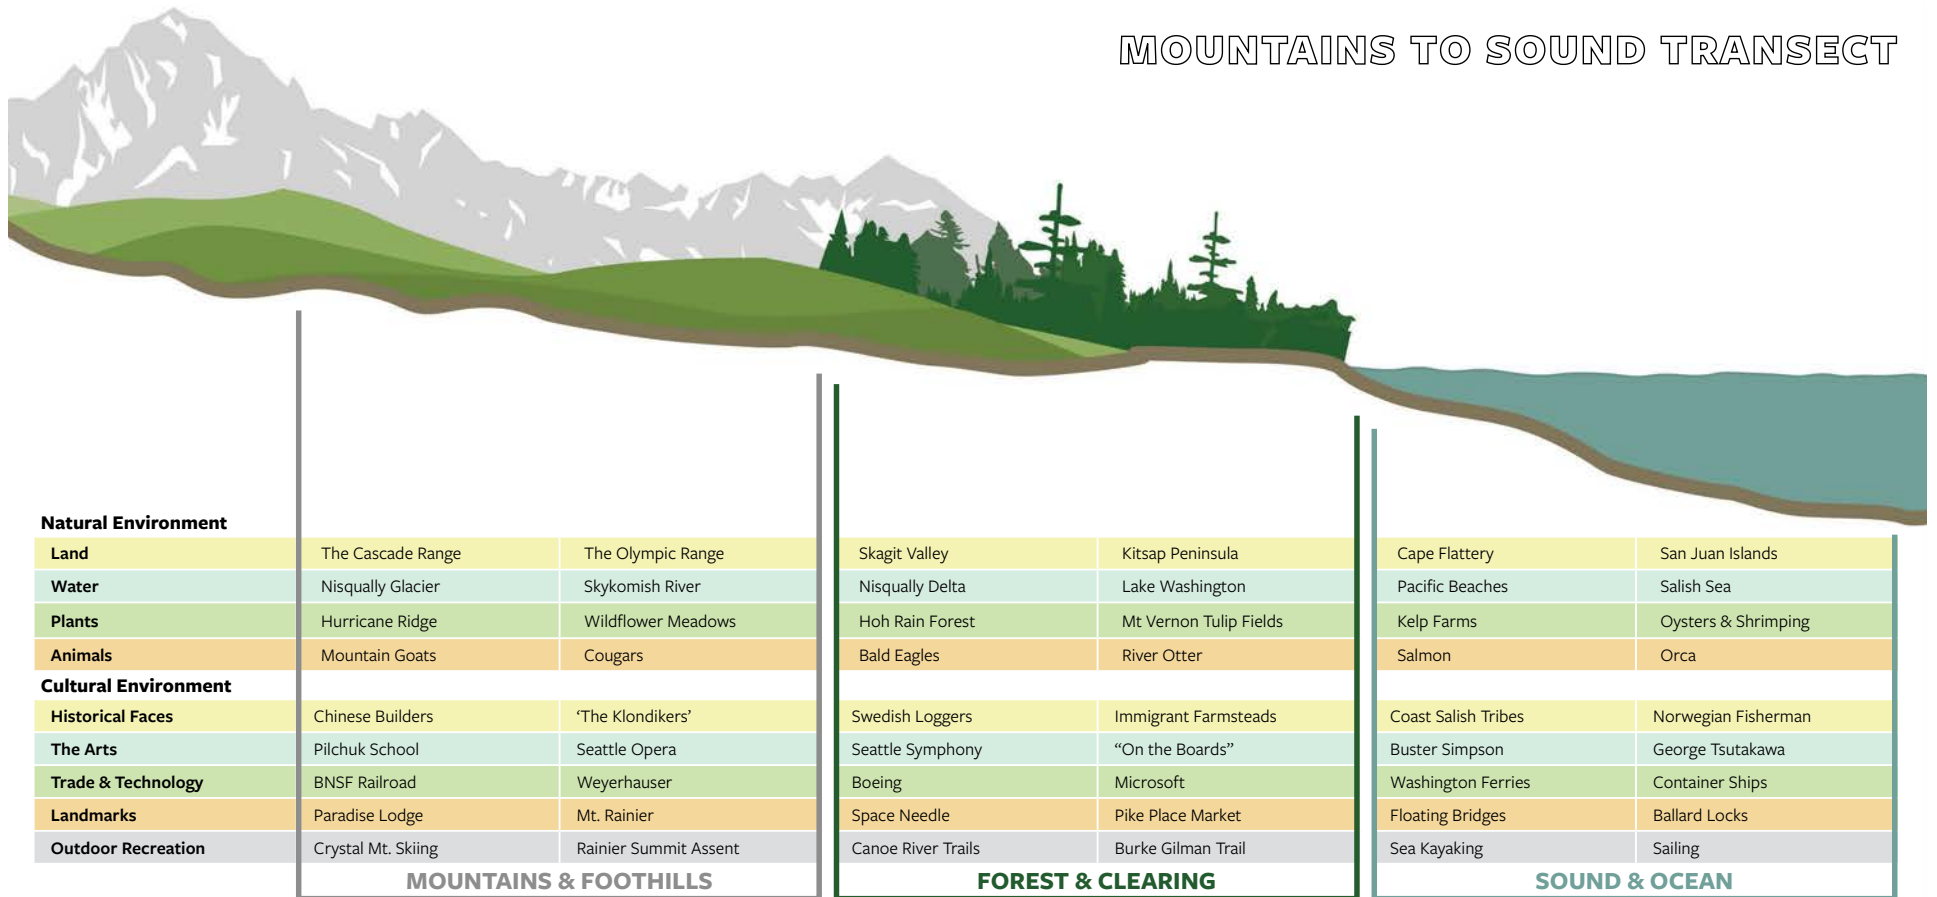 MOUNTAINS TO SOUND TRANSECT
Natural Environment
Land The Cascade Range The Olympic Range Skagit Valley Kitsap Peninsula Cape Flattery San Juan Islands
Water Nisqually Glacier Skykomish River Nisqually Delta Lake Washington Pacific Beaches Salish Sea
Plants Hurricane Ridge Wildflower Meadows Hoh Rain Forest Mt Vernon Tulip Fields Kelp Farms Oysters & Shrimping
Animals Mountain Goats Cougars Bald Eagles River Otter Salmon Orca
Cultural Environment
Historical Faces Chinese Builders ‘The Klondikers’ Swedish Loggers Immigrant Farmsteads Coast Salish Tribes Norwegian Fisherman
The Arts Pilchuk School Seattle Opera Seattle Symphony “On the Boards” Buster Simpson George Tsutakawa
Trade & Technology BNSF Railroad Weyerhauser Boeing Microsoft Washington Ferries Container Ships
Landmarks Paradise Lodge Mt. Rainier Space Needle Pike Place Market Floating Bridges Ballard Locks
Outdoor Recreation Crystal Mt. Skiing Rainier Summit Assent Canoe River Trails Burke Gilman Trail Sea Kayaking Sailing
MOUNTAINS & FOOTHILLS FOREST & CLEARING SOUND & OCEAN